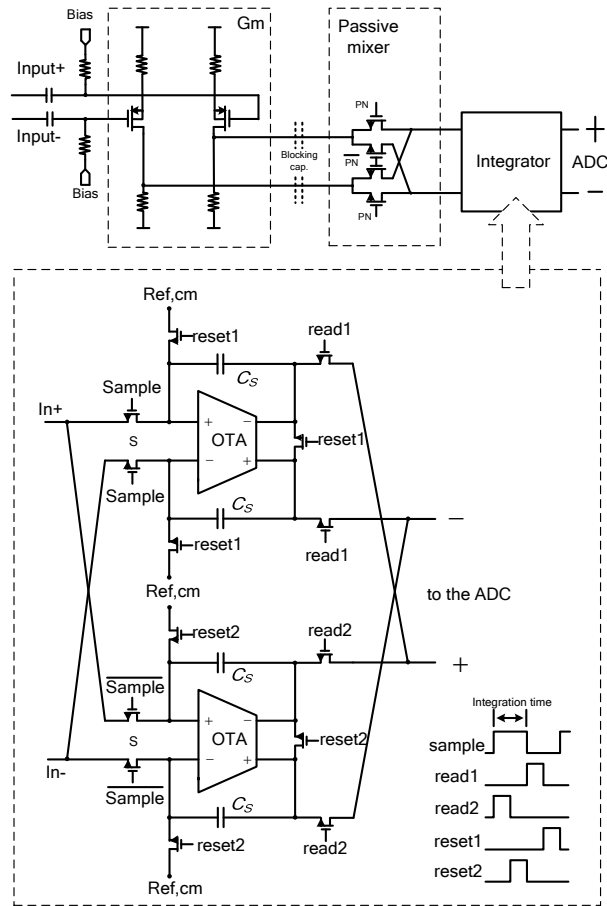 Bias
Gm
Passive
mixer
Input+
Input-
Bias
Blocking
cap.
PN
PN
PN
PN
Integrator
+
ADC
−
Ref,cm
reset1
read1
Cs
Sample
In+
+
−
OTA
reset1
S
−
+
Sample
Cs
−
read1
reset1
Ref,cm
to the ADC
reset2
read2
Cs
+
Sample
Integration time
+
−
S
OTA
reset2
sample
In-
−
+
read1
Sample
Cs
read2
read2
reset1
reset2
reset2
Ref,cm